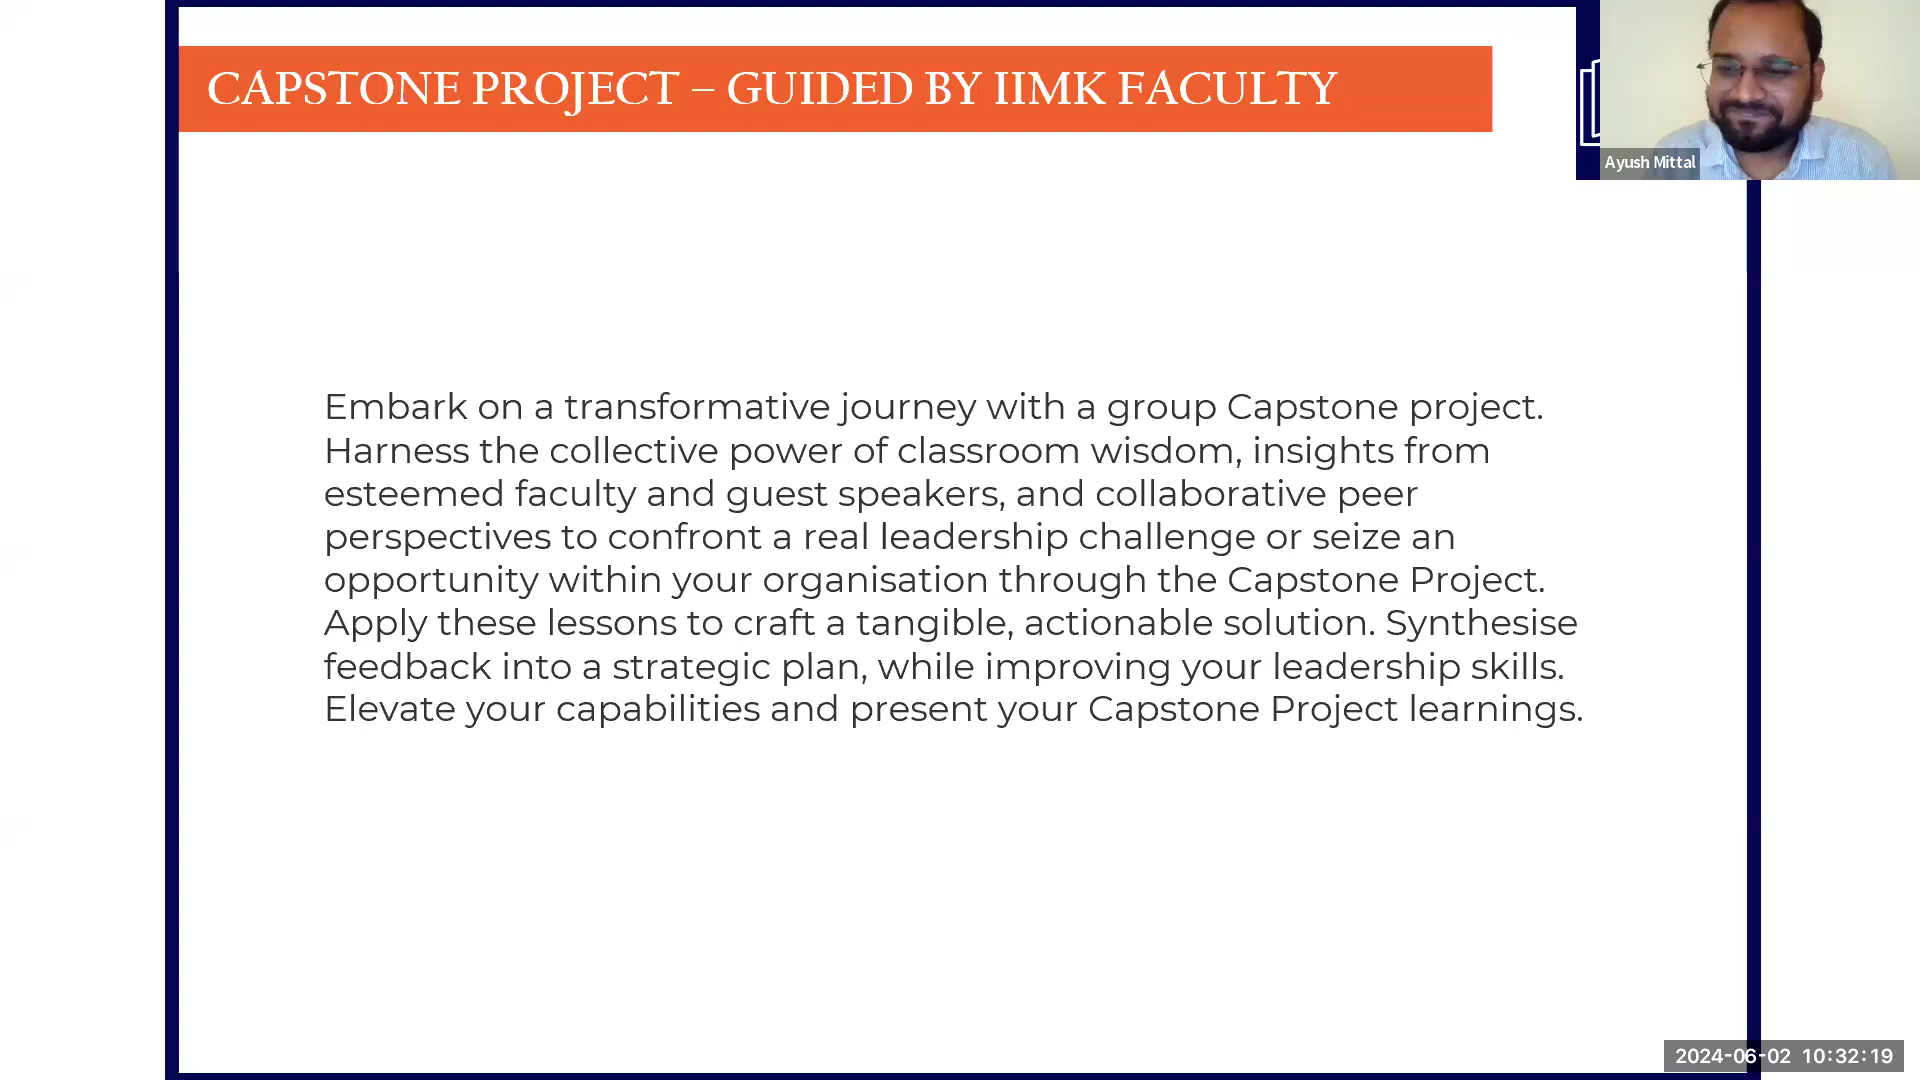 CAPSTONE PROJECT – GUIDED BY IIMK FACULTY
Ayush Mittal
Embark on a transformative journey with a group Capstone project.
Harness the collective power of classroom wisdom, insights from
esteemed faculty and guest speakers, and collaborative peer
perspectives to confront a real leadership challenge or seize an
opportunity within your organisation through the Capstone Project.
Apply these lessons to craft a tangible, actionable solution. Synthesise
feedback into a strategic plan, while improving your leadership skills.
Elevate your capabilities and present your Capstone Project learnings.
2024-06-02 10:32:19